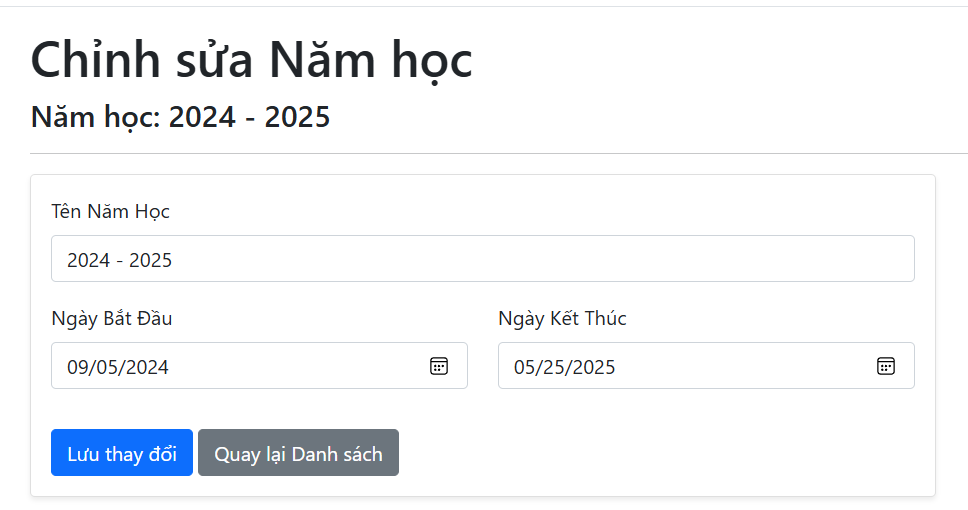 Chỉnh sửa Năm học
Năm học: 2024 - 2025
Tên Năm Học
2024 - 2025
Ngày Bắt Đầu
Ngày Kết Thúc
09/05/2024
05/25/2025
Lưu thay đổi
Quay lại Danh sách